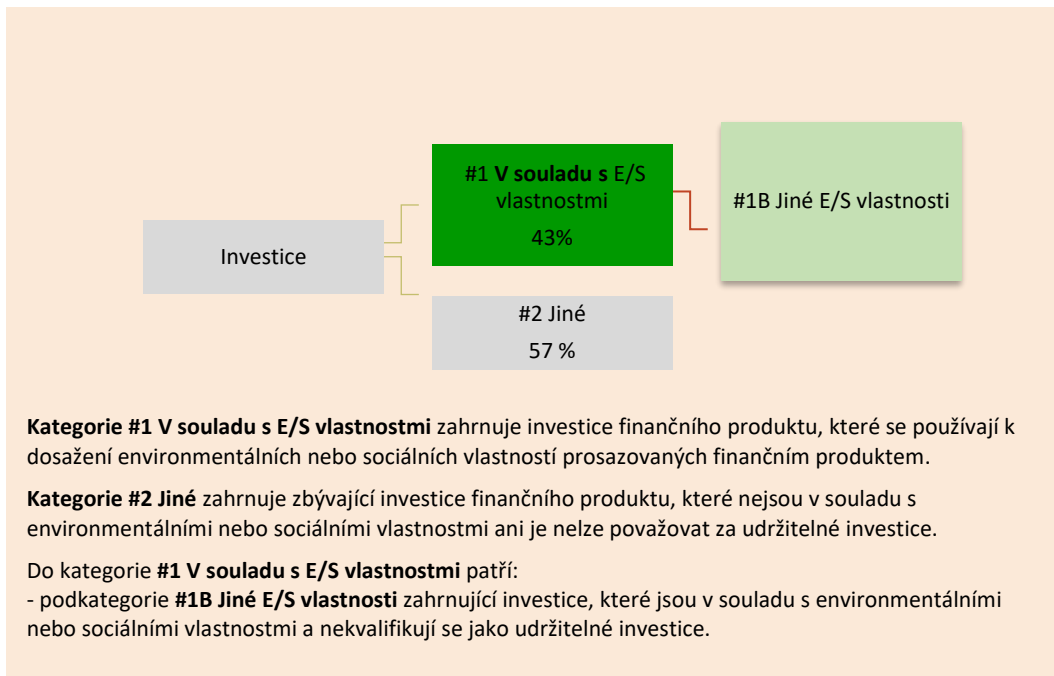 #1 V souladu s E/S
vlastnostmi
43%
#1B Jiné E/S vlastnosti
Investice
#2 Jiné
57 %
Kategorie #1 V souladu s E/S vlastnostmi zahrnuje investice finančního produktu, které se používají k
dosažení environmentálních nebo sociálních vlastností prosazovaných finančním produktem.
Kategorie #2 Jiné zahrnuje zbývající investice finančního produktu, které nejsou v souladu s
environmentálními nebo sociálními vlastnostmi ani je nelze považovat za udržitelné investice.
Do kategorie #1 V souladu s E/S vlastnostmi patří:
- podkategorie #1B Jiné E/S vlastnosti zahrnující investice, které jsou v souladu s environmentálními
nebo sociálními vlastnostmi a nekvalifikují se jako udržitelné investice.